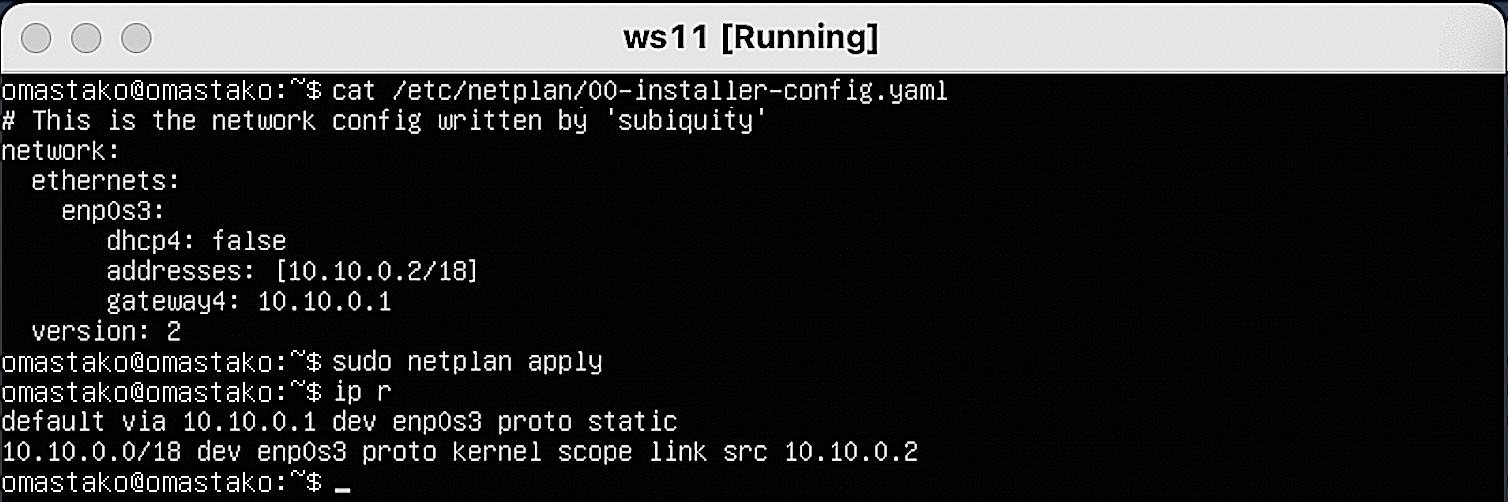 ws11 [Running]
omastako@omastako:~$ cat /etc/netplan/00-installer-config.yaml
# This is the network config written by 'subiquity'
network:
  ethernets:
    enp0s3:
       dhcp4: false
       addresses: [10.10.0.2/18]
       gateway4: 10.10.0.1
  version: 2
omastako@omastako:~$ sudo netplan apply
omastako@omastako:~$ ip r
default via 10.10.0.1 dev enp0s3 proto static
10.10.0.0/18 dev enp0s3 proto kernel scope link src 10.10.0.2
omastako@omastako:~$ _